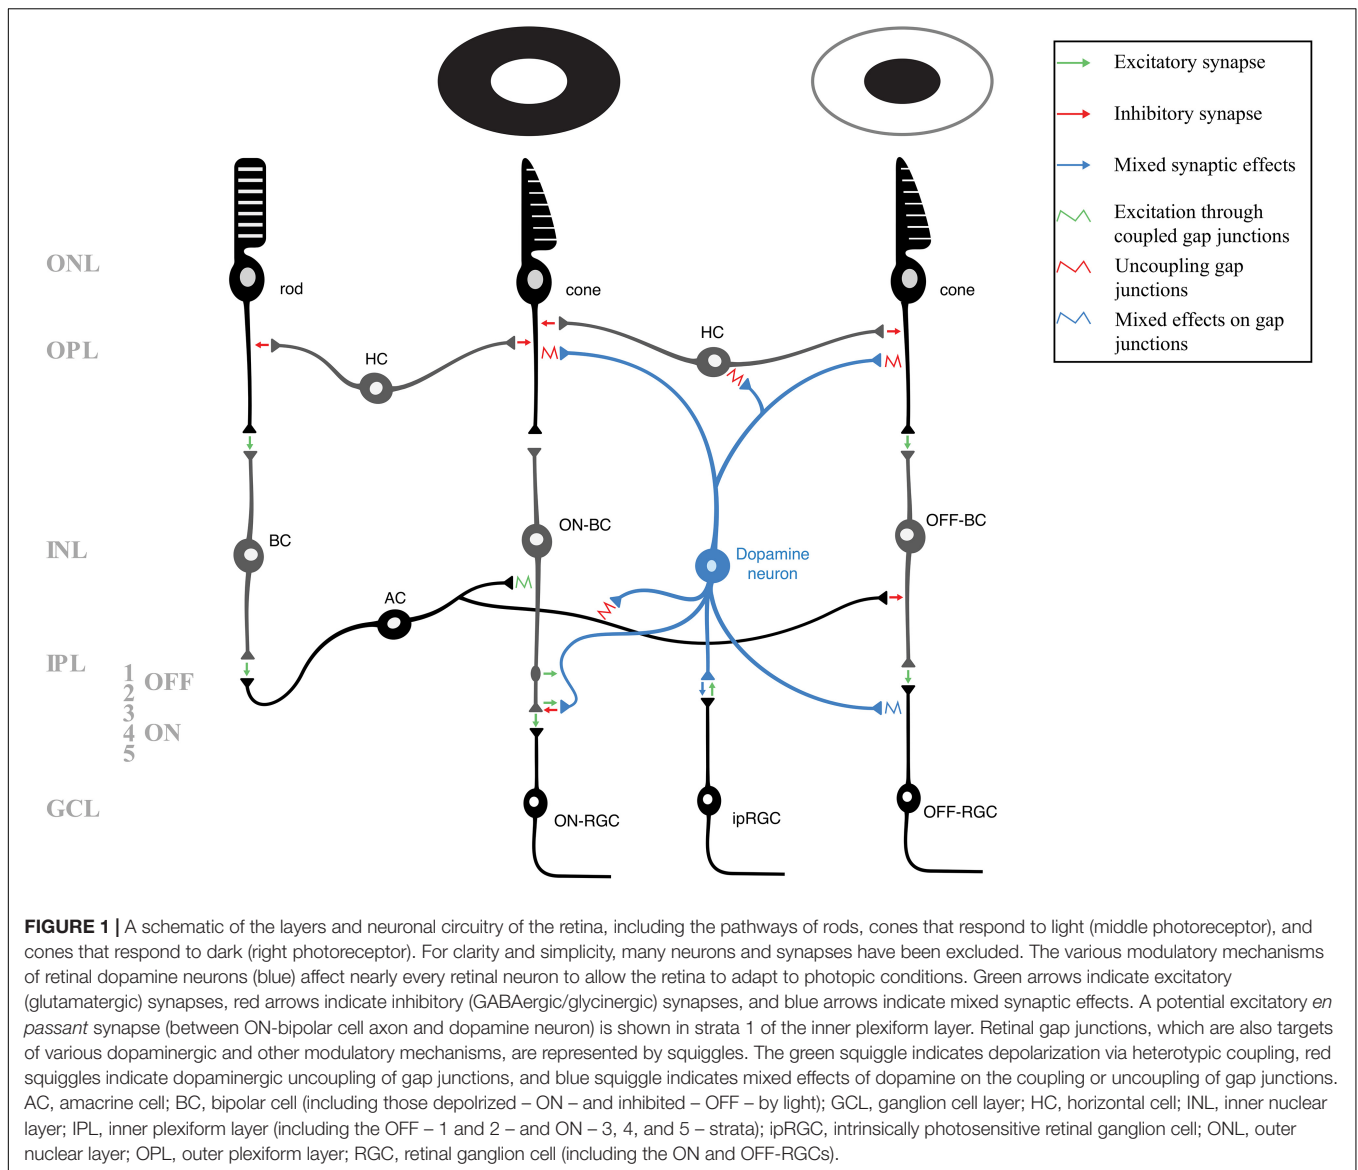 Excitatory synapse
Inhibitory synapse
Mixed synaptic effects
Excitation through
coupled gap junctions
Uncoupling gap
junctions
Mixed effects on gap
junctions
ONL
rod
cone
cone
OPL
HC
HC
INL
BC
ON-BC
OFF-BC
Dopamine
neuron
AC
IPL
1
2
OFF
3
4
ON
5
GCL
ON-RGC
ipRGC
OFF-RGC
FIGURE 1 | A schematic of the layers and neuronal circuitry of the retina, including the pathways of rods, cones that respond to light (middle photoreceptor), and
cones that respond to dark (right photoreceptor). For clarity and simplicity, many neurons and synapses have been excluded. The various modulatory mechanisms
of retinal dopamine neurons (blue) affect nearly every retinal neuron to allow the retina to adapt to photopic conditions. Green arrows indicate excitatory
(glutamatergic) synapses, red arrows indicate inhibitory (GABAergic/glycinergic) synapses, and blue arrows indicate mixed synaptic effects. A potential excitatory en
passant synapse (between ON-bipolar cell axon and dopamine neuron) is shown in strata 1 of the inner plexiform layer. Retinal gap junctions, which are also targets
of various dopaminergic and other modulatory mechanisms, are represented by squiggles. The green squiggle indicates depolarization via heterotypic coupling, red
squiggles indicate dopaminergic uncoupling of gap junctions, and blue squiggle indicates mixed effects of dopamine on the coupling or uncoupling of gap junctions.
AC, amacrine cell; BC, bipolar cell (including those depolrized – ON – and inhibited – OFF – by light); GCL, ganglion cell layer; HC, horizontal cell; INL, inner nuclear
layer; IPL, inner plexiform layer (including the OFF – 1 and 2 – and ON – 3, 4, and 5 – strata); ipRGC, intrinsically photosensitive retinal ganglion cell; ONL, outer
nuclear layer; OPL, outer plexiform layer; RGC, retinal ganglion cell (including the ON and OFF-RGCs).